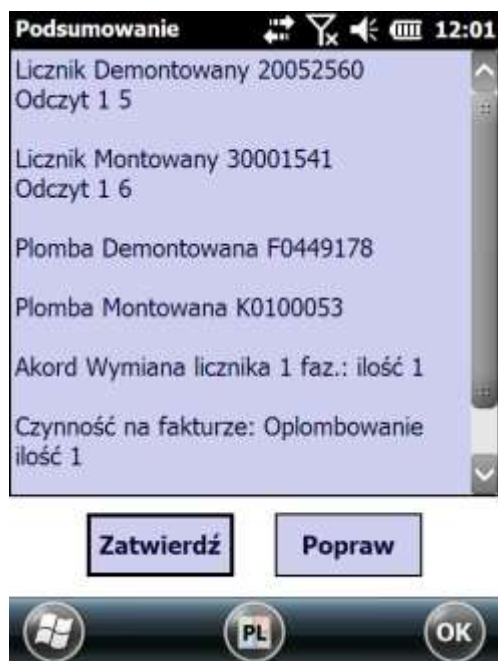 Podsumowanie 12:01
Licznik Demontowany 20052560
Odczyt 1 5
Licznik Montowany 30001541
Odczyt 1 6
Plomba Demontowana F0449178
Plomba Montowana K0100053
Akord Wymiana licznika 1 faz.: ilość 1
Czynność na fakturze: Oplombowanie
ilość 1
Zatwierdź Popraw
PL OK